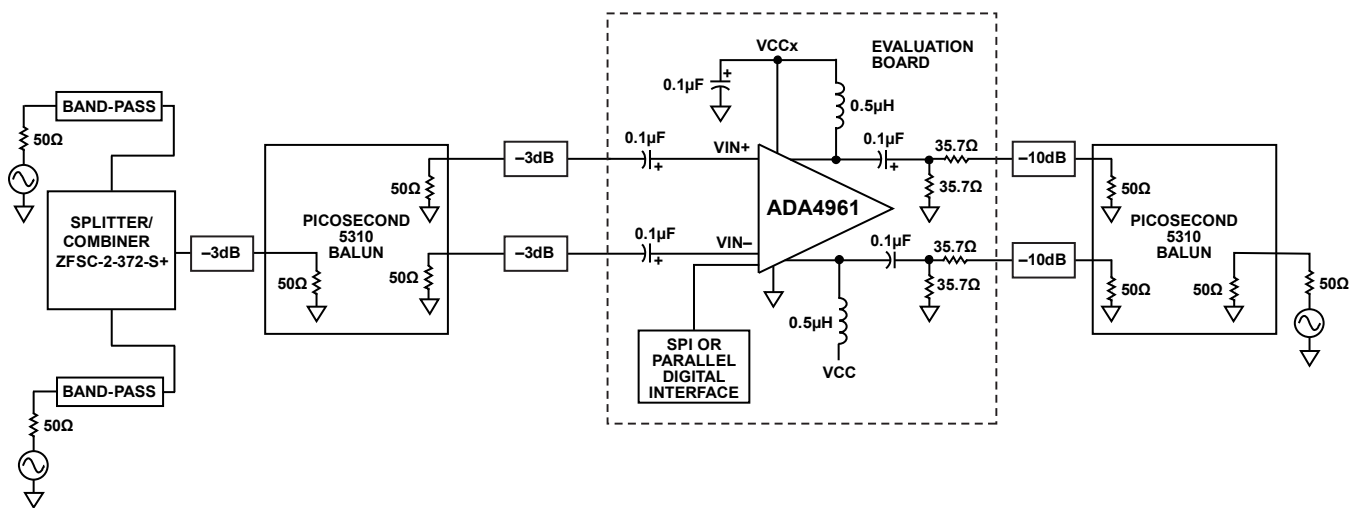 BAND-PASS
50Ω
SPLITTER/
COMBINER
ZFSC-2-372-S+
BAND-PASS
50Ω
–3dB
50Ω
PICOSECOND
5310
BALUN
50Ω
50Ω
–3dB
–3dB
EVALUATION
BOARD
VCCx
0.1µF
+
0.5µH
0.1µF
+
VIN+
0.1µF
+
VIN–
ADA4961
0.1µF
+
35.7Ω
35.7Ω
0.1µF
35.7Ω
35.7Ω
0.5µH
VCC
SPI OR
PARALLEL
DIGITAL
INTERFACE
–10dB
–10dB
50Ω
PICOSECOND
5310
BALUN
50Ω
50Ω
50Ω